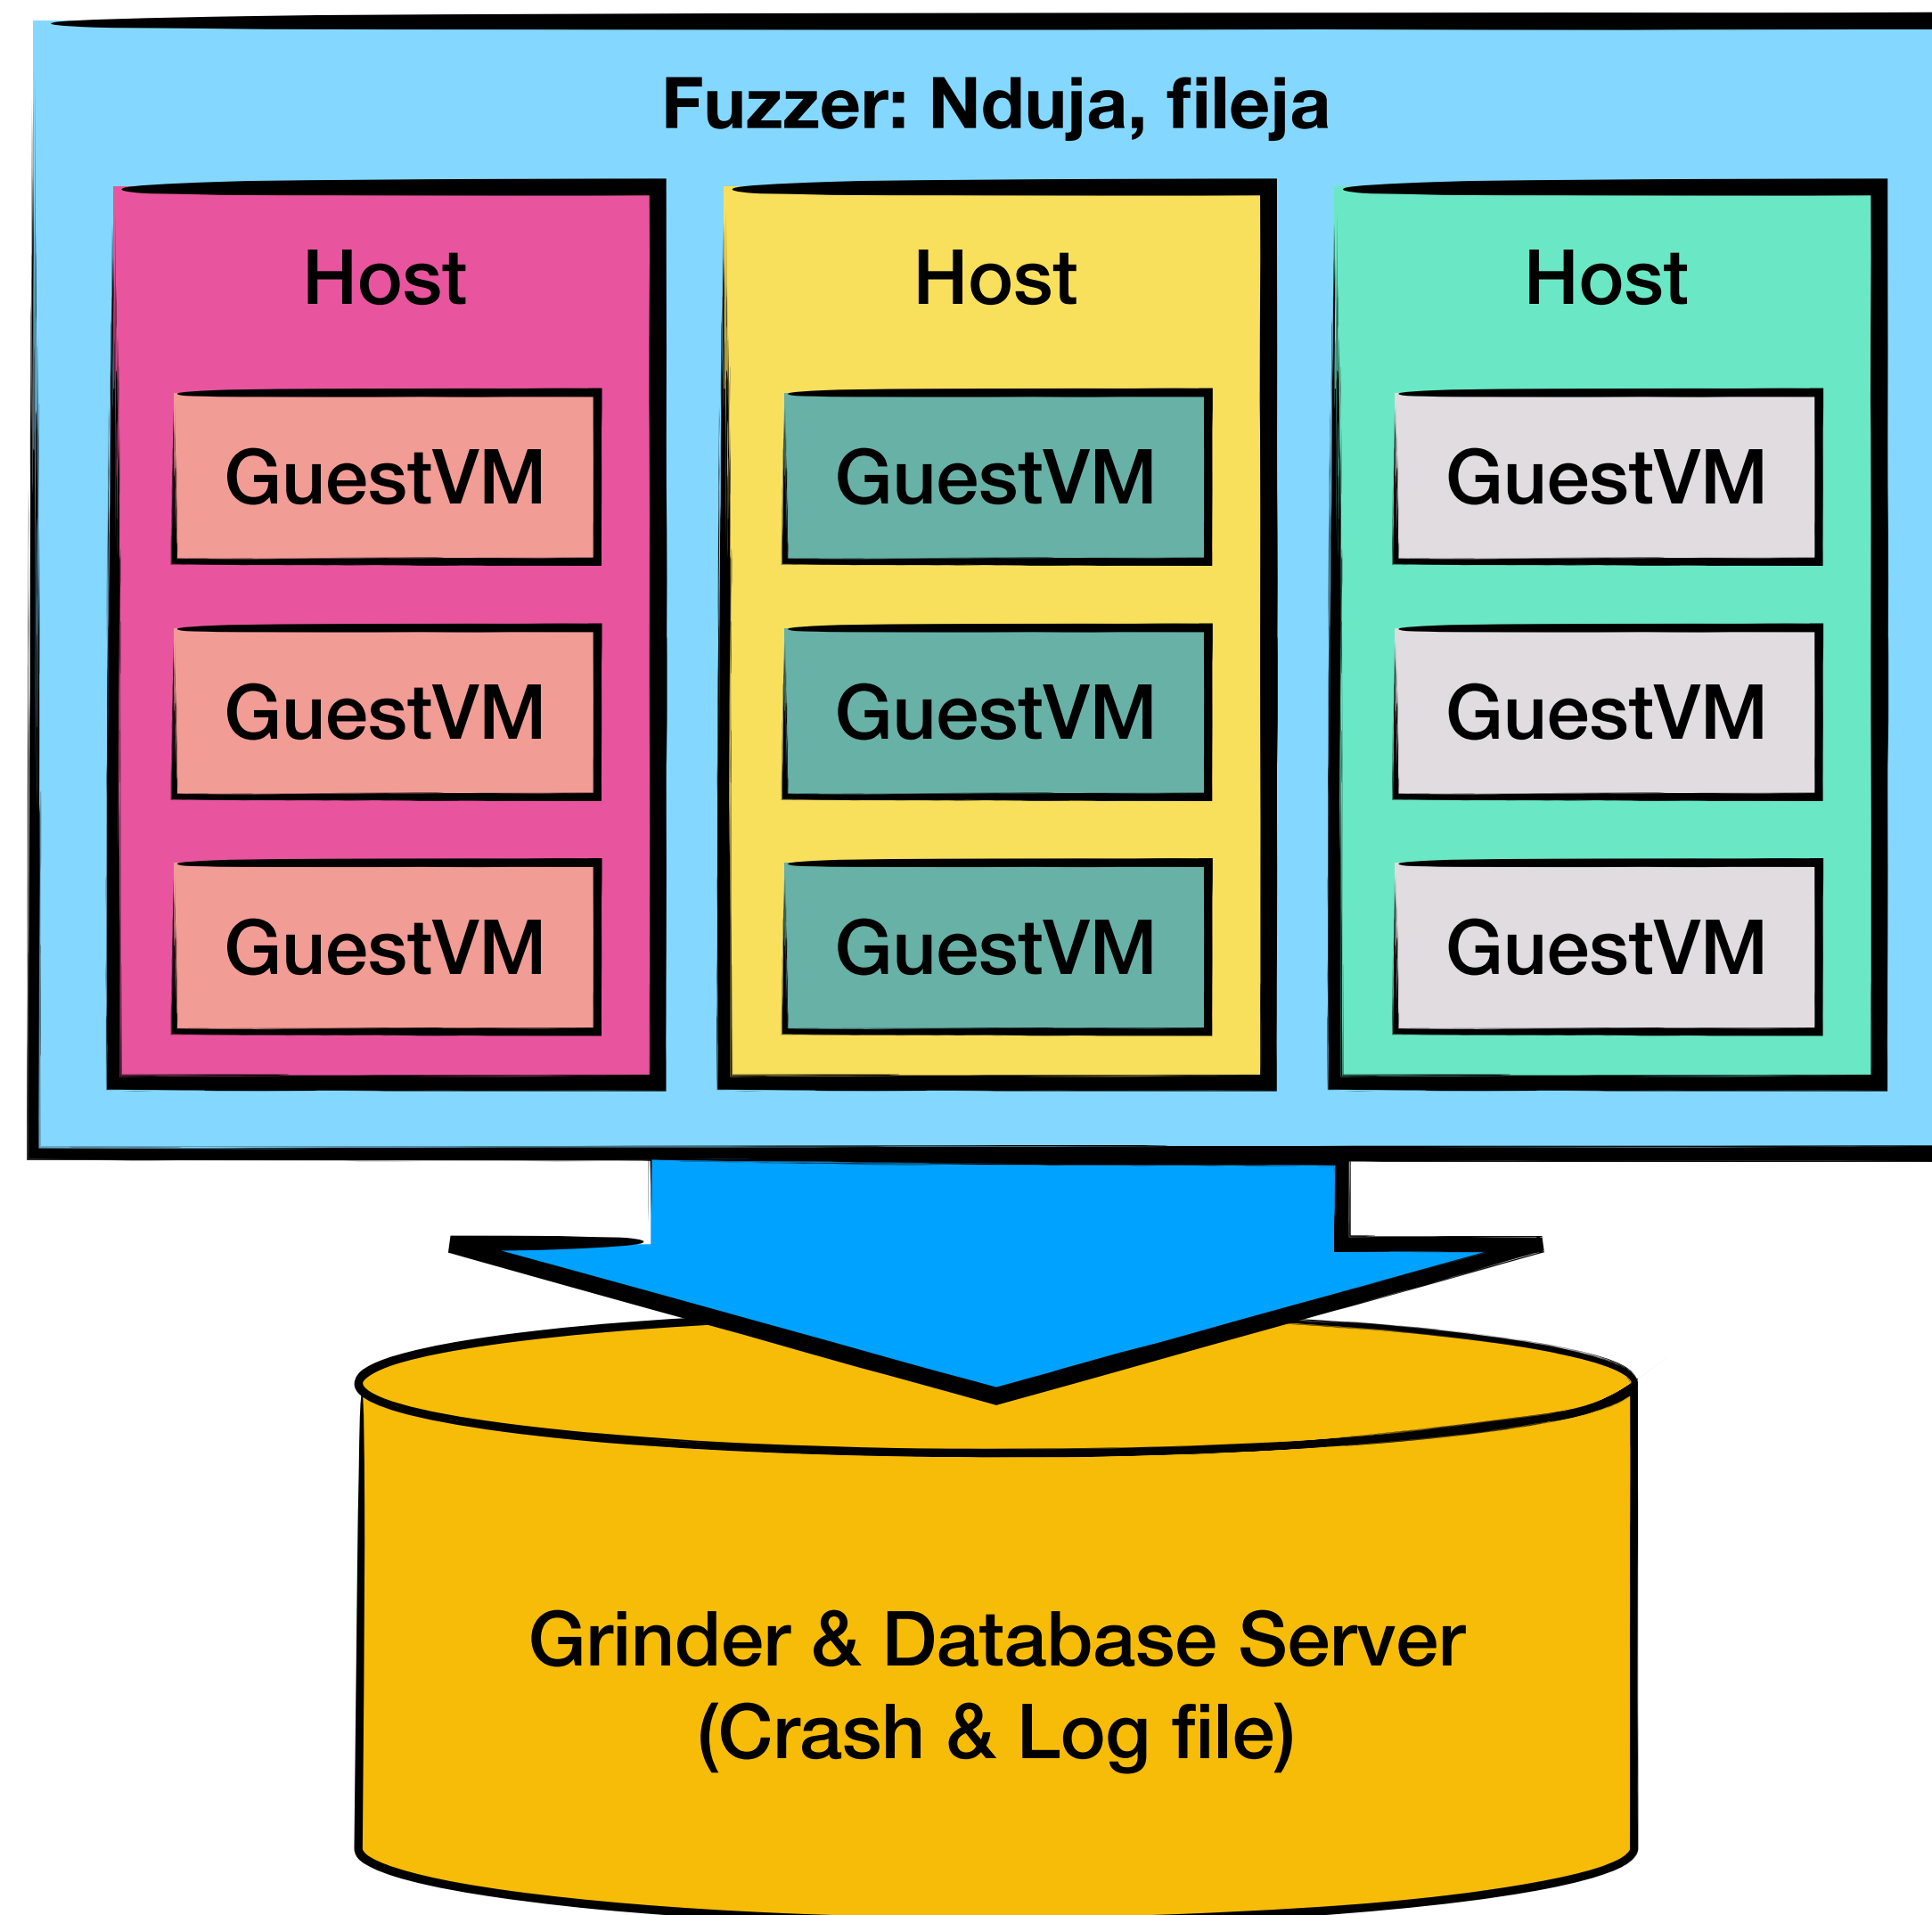 Fuzzer: Nduja, fileja
Host
GuestVM
GuestVM
GuestVM
Host
GuestVM
GuestVM
GuestVM
Host
GuestVM
GuestVM
GuestVM
Grinder & Database Server
(Crash & Log file)